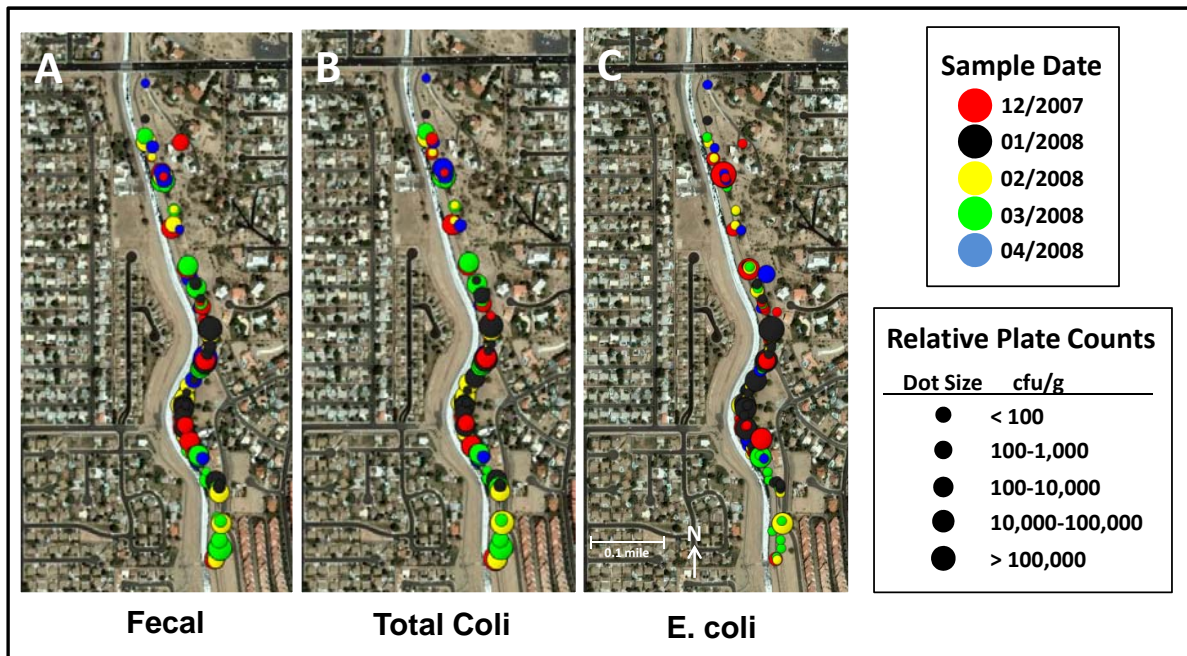 A
B
C
N
0.1 mile
Fecal
Total Coli
E. coli
Sample Date
12/2007
01/2008
02/2008
03/2008
04/2008
Relative Plate Counts
Dot Size cfu/g
< 100
100-1,000
100-10,000
10,000-100,000
> 100,000